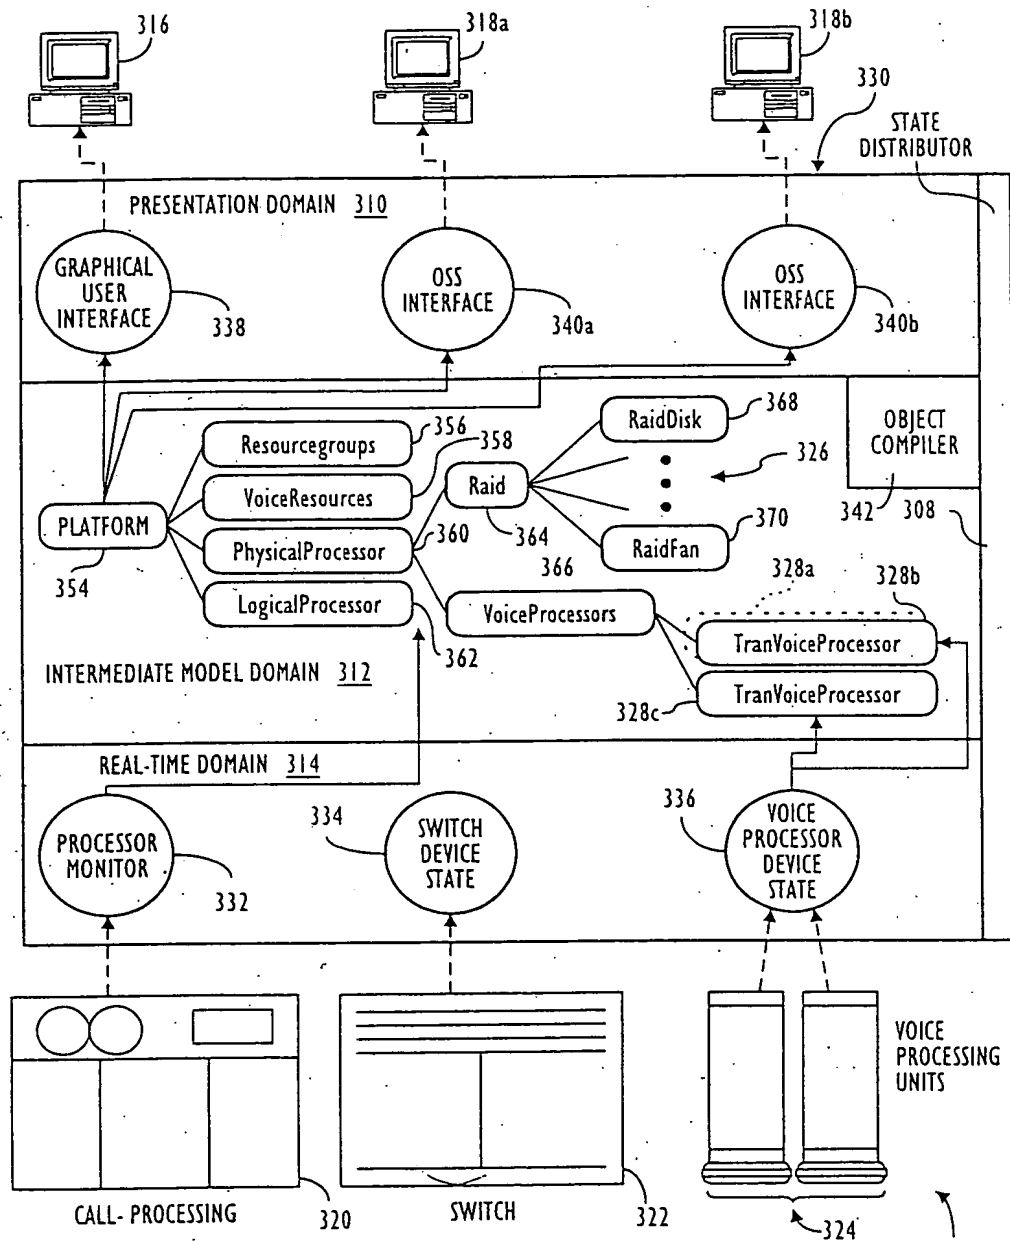 316
318a
318b
330
STATE
DISTRIBUTOR
PRESENTATION DOMAIN 310
GRAPHICAL
USER
INTERFACE
338
OSS
INTERFACE
340a
OSS
INTERFACE
340b
Resourcegroups
356
VoiceResources
358
PLATFORM
354
PhysicalProcessor
360
LogicalProcessor
362
Raid
364
RaidDisk
368
326
RaidFan
370
366
OBJECT
COMPILER
342
308
VoiceProcessors
328a
328b
TranVoiceProcessor
TranVoiceProcessor
328c
INTERMEDIATE MODEL DOMAIN 312
REAL-TIME DOMAIN 314
PROCESSOR
MONITOR
332
334
SWITCH
DEVICE
STATE
336
VOICE
PROCESSOR
DEVICE
STATE
VOICE
PROCESSING
UNITS
CALL- PROCESSING
320
SWITCH
322
324